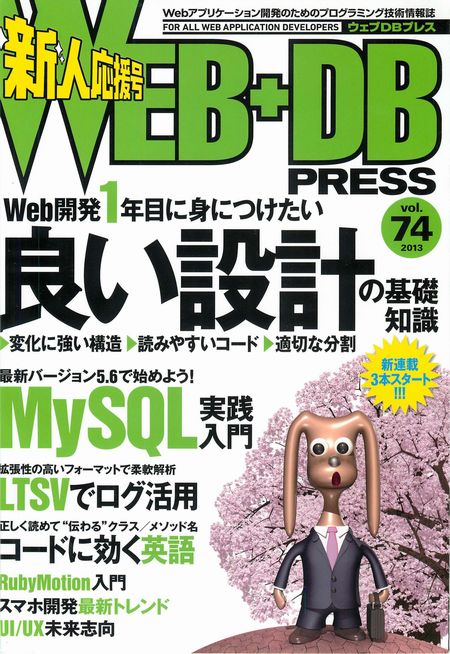 Webアプリケーション開発のためのプログラミング技術情報誌
FOR ALL WEB APPLICATION DEVELOPERS ウェブDBプレス
新・人応援号
WEB+DB
PRESS
vol.
74
2013
Web開発1年目に身につけたい
良い設計の基礎
知識
▶変化に強い構造 ▶読みやすいコード ▶適切な分割
新連載
3本スタート
!!!
最新バージョン5.6で始めよう!
MySQL実践
入門
拡張性の高いフォーマットで柔軟解析
LTSVでログ活用
正しく読めて“伝わる”クラス／メソッド名
コードに効く英語
RubyMotion入門
スマホ開発最新トレンド
UI/UX未来志向